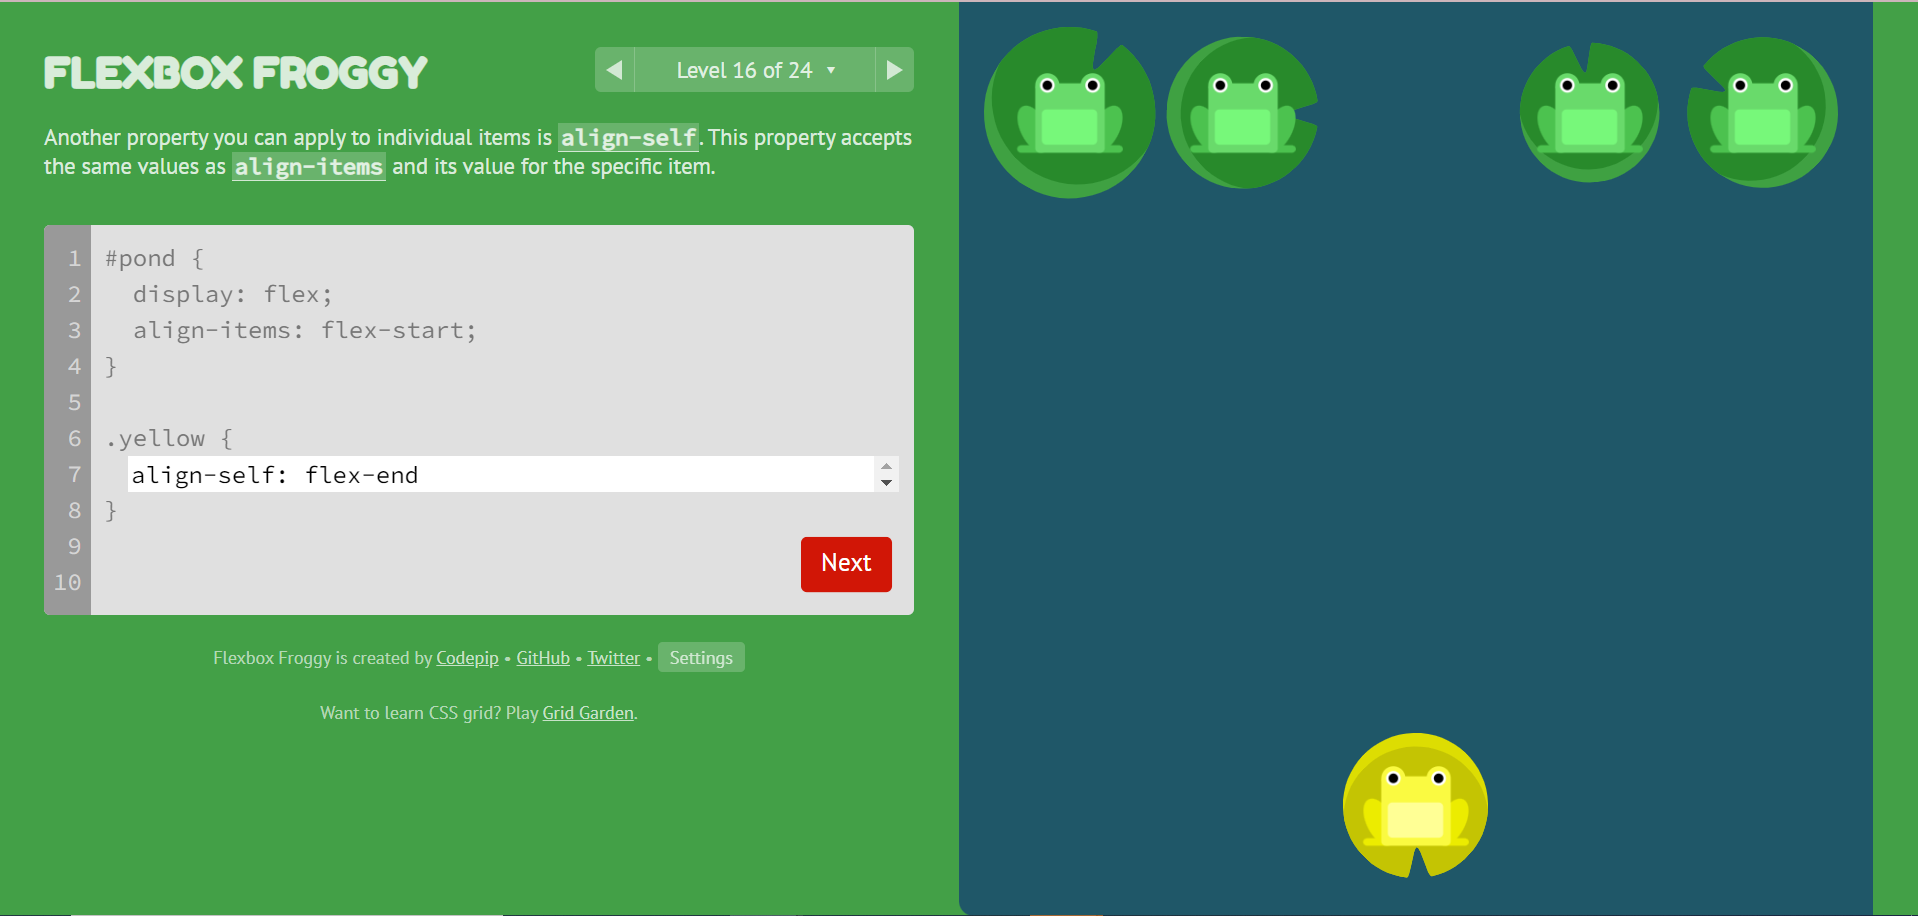 FLEXBOX FROGGY
Level 16 of 24
Another property you can apply to individual items is align-self. This property accepts
the same values as align-items and its value for the specific item.
1 #pond {
2 display: flex;
3 align-items: flex-start;
4 }
5
6 .yellow {
7 align-self: flex-end
8 }
9
10
Next
Flexbox Froggy is created by Codepip • GitHub • Twitter • Settings
Want to learn CSS grid? Play Grid Garden.